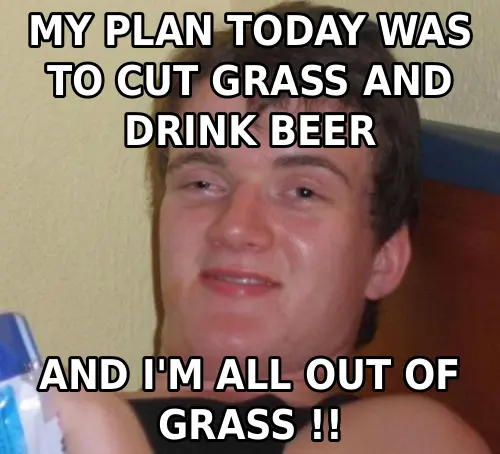 MY PLAN TODAY WAS
TO CUT GRASS AND
DRINK BEER
AND I'M ALL OUT OF
GRASS !!